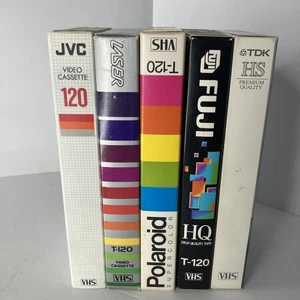 JVC
VIDEO
CASSETTE
120
VHS
LASER
T-120
VIDEO
CASSETTE
VHS
VHS
T-120
Polaroid
SUPERCOLOR
VHS
FUJI
HQ
HIGH QUALITY TAPE
T-120
VHS
TDK
HS
PREMIUM
QUALITY
VHS